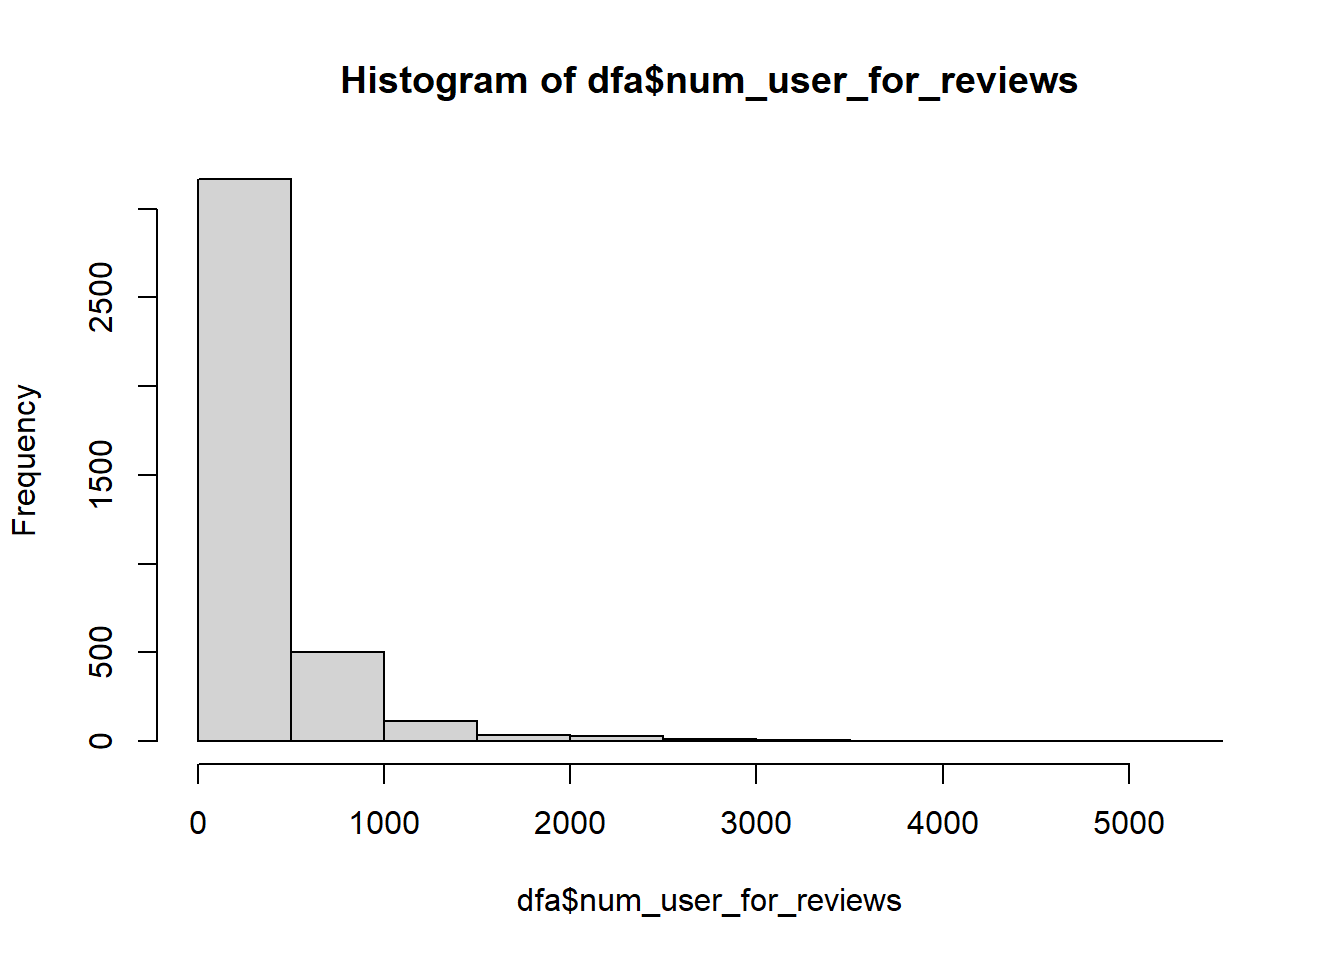 Histogram of dfa$num_user_for_reviews
Frequency
2500
1500
500
0
0 1000 2000 3000 4000 5000
dfa$num_user_for_reviews